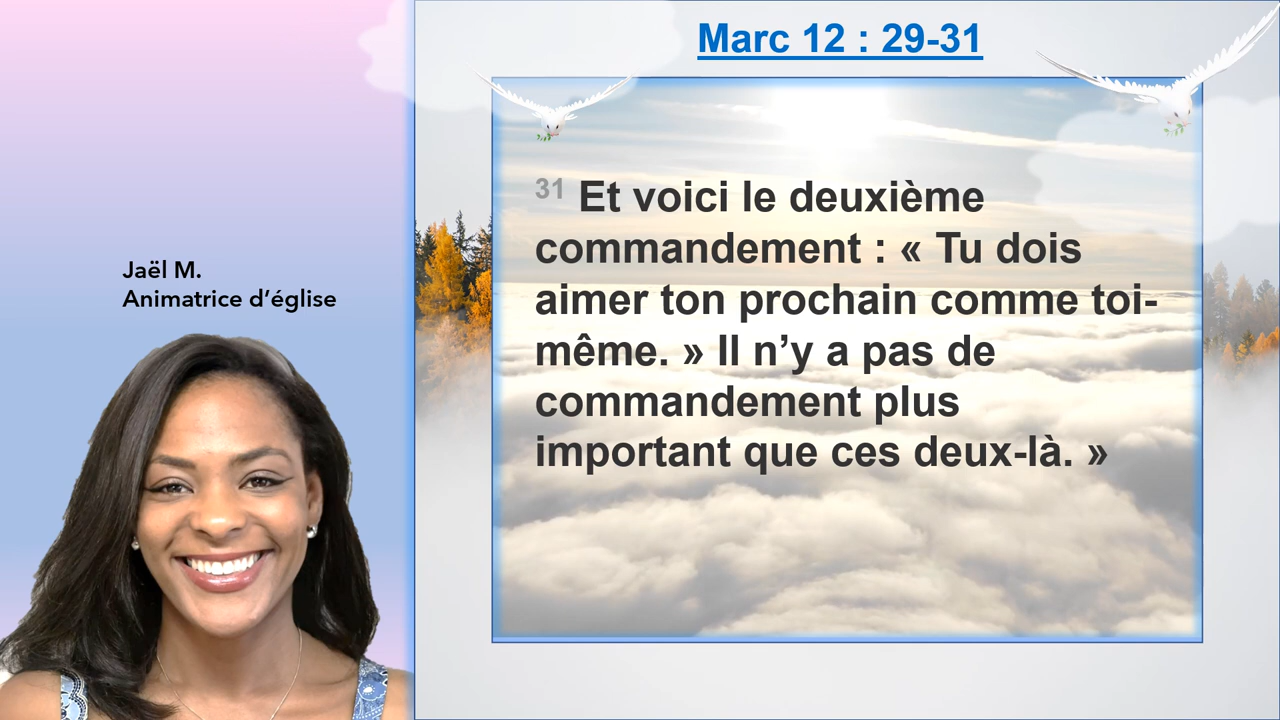 Marc 12 : 29-31
Jaël M.
Animatrice d’église
31 Et voici le deuxième
commandement : « Tu dois
aimer ton prochain comme toi-
même. » Il n’y a pas de
commandement plus
important que ces deux-là. »